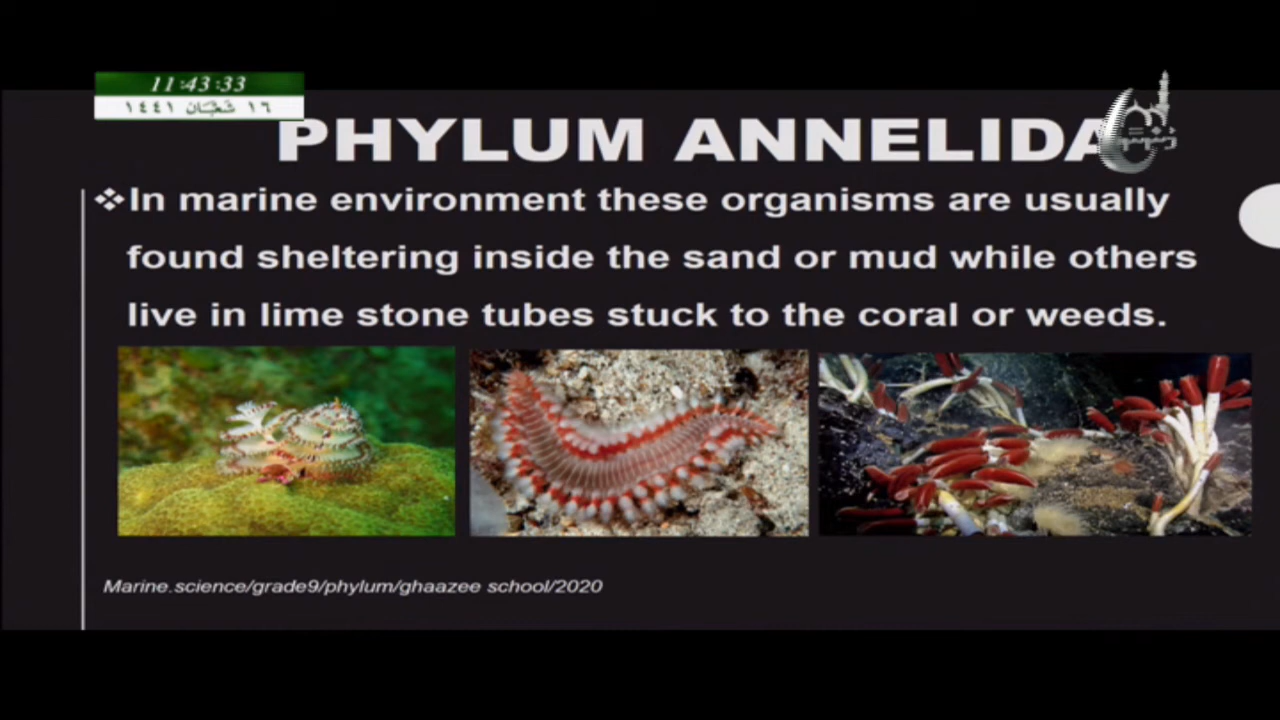 11:43:33
١٦ شَعْبَان ١٤٤١
PHYLUM ANNELIDA
❖In marine environment these organisms are usually
found sheltering inside the sand or mud while others
live in lime stone tubes stuck to the coral or weeds.
Marine.science/grade9/phylum/ghaazee school/2020